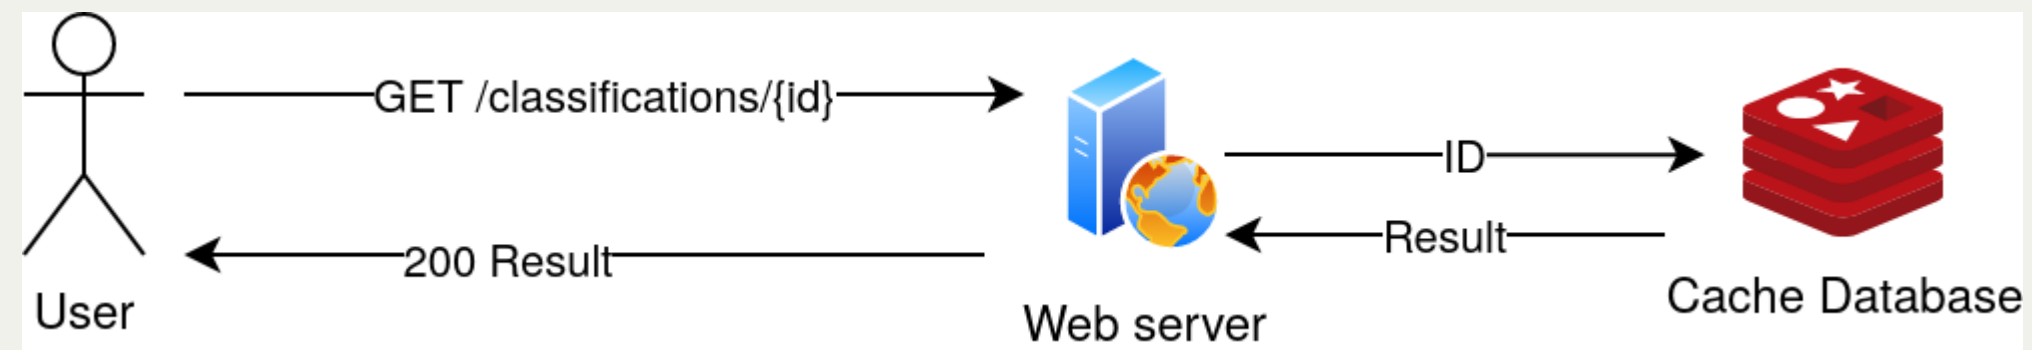 GET /classifications/{id}
ID
Result
200 Result
User
Web server
Cache Database